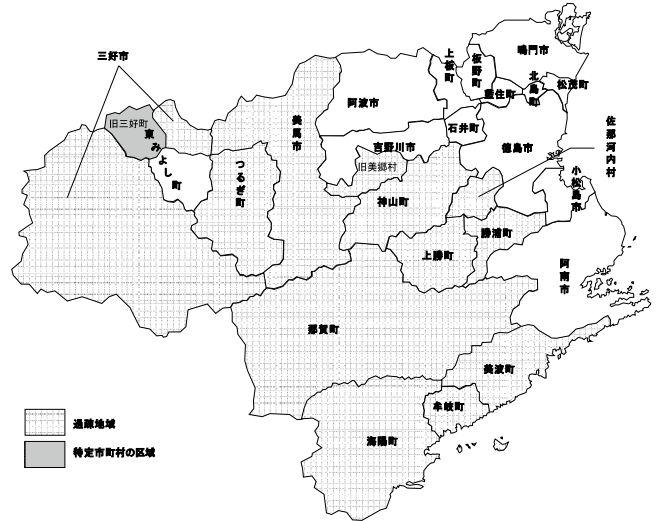 三好市
上板町
板野町
鳴門市
北島町
松茂町
藍住町
旧三好町
東みよし町
美馬市
阿波市
石井町
吉野川市
徳島市
佐那河内村
旧美郷村
つるぎ町
神山町
小松島市
勝浦町
上勝町
阿南市
那賀町
美波町
牟岐町
海陽町
過疎地域
特定市町村の区域